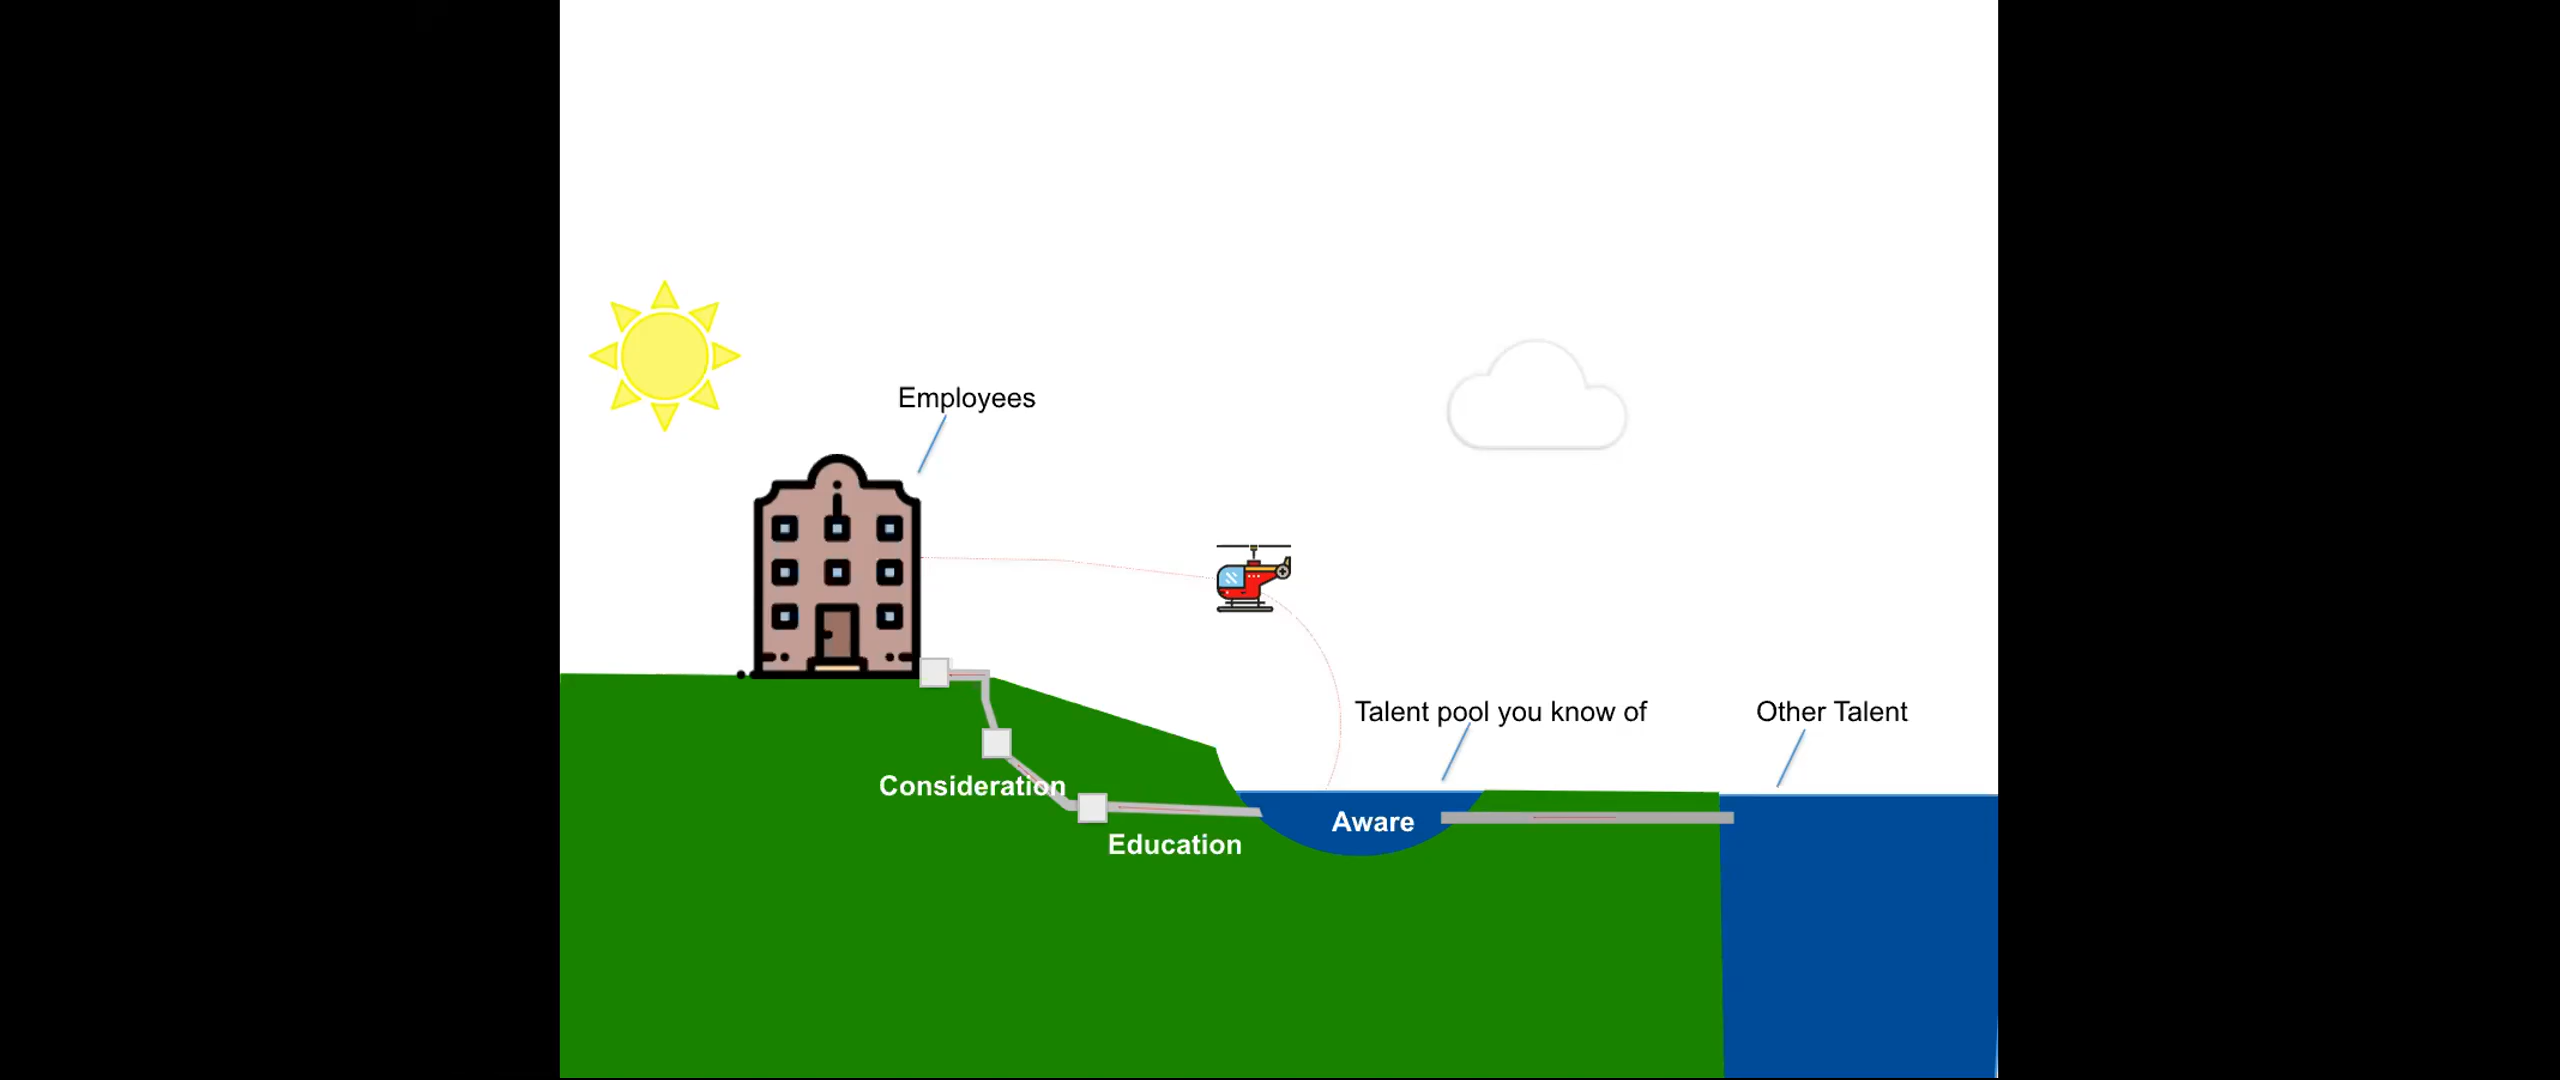 Employees
Talent pool you know of
Other Talent
Consideration
Aware
Education